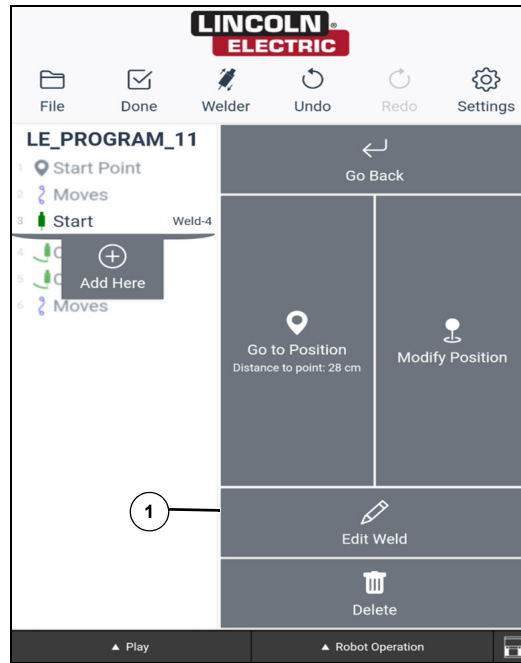 LINCOLN
ELECTRIC
File Done Welder Undo Redo Settings
LE_PROGRAM_11
Go Back
1 Start Point
2 Moves
3 Start Weld-4
4 C
Add Here
5 C
6 Moves
Go to Position
Distance to point: 28 cm
Modify Position
1
Edit Weld
Delete
▲ Play ▲ Robot Operation